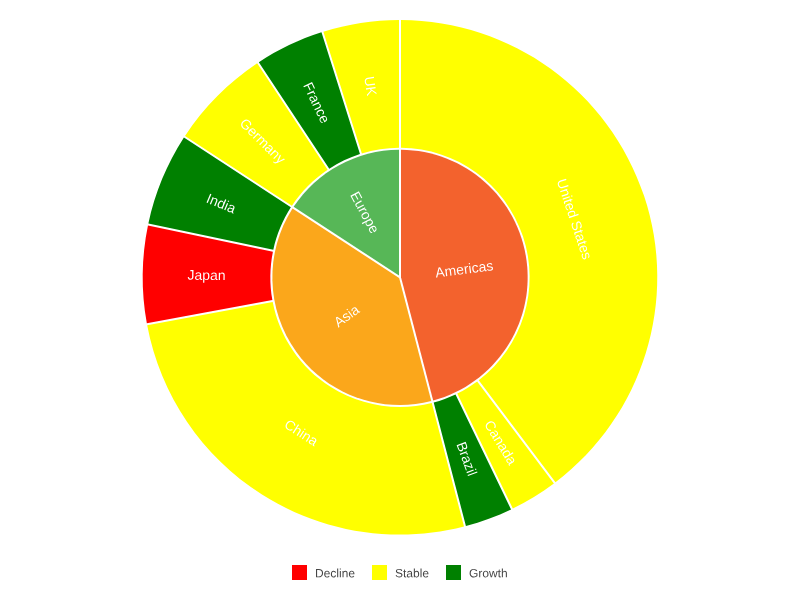 UK
France
Germany
India
Europe
United States
Americas
Japan
Asia
China
Canada
Brazil
Decline
Stable
Growth